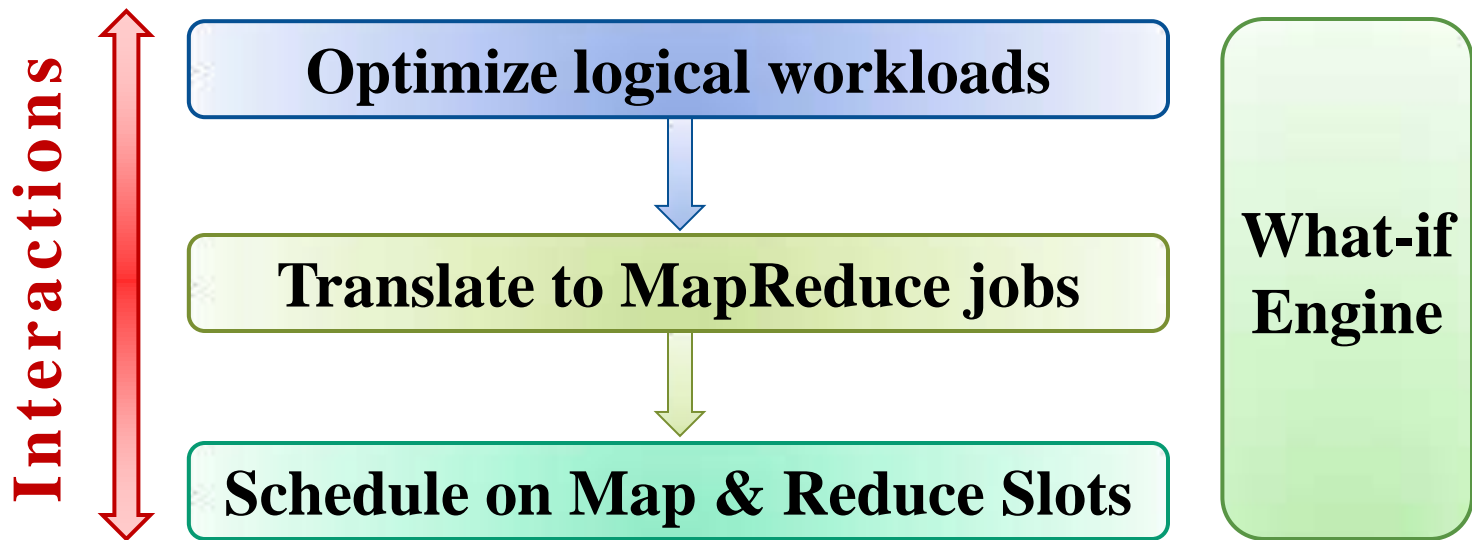 Interactions
Optimize logical workloads
Translate to MapReduce jobs
Schedule on Map & Reduce Slots
What-if
Engine